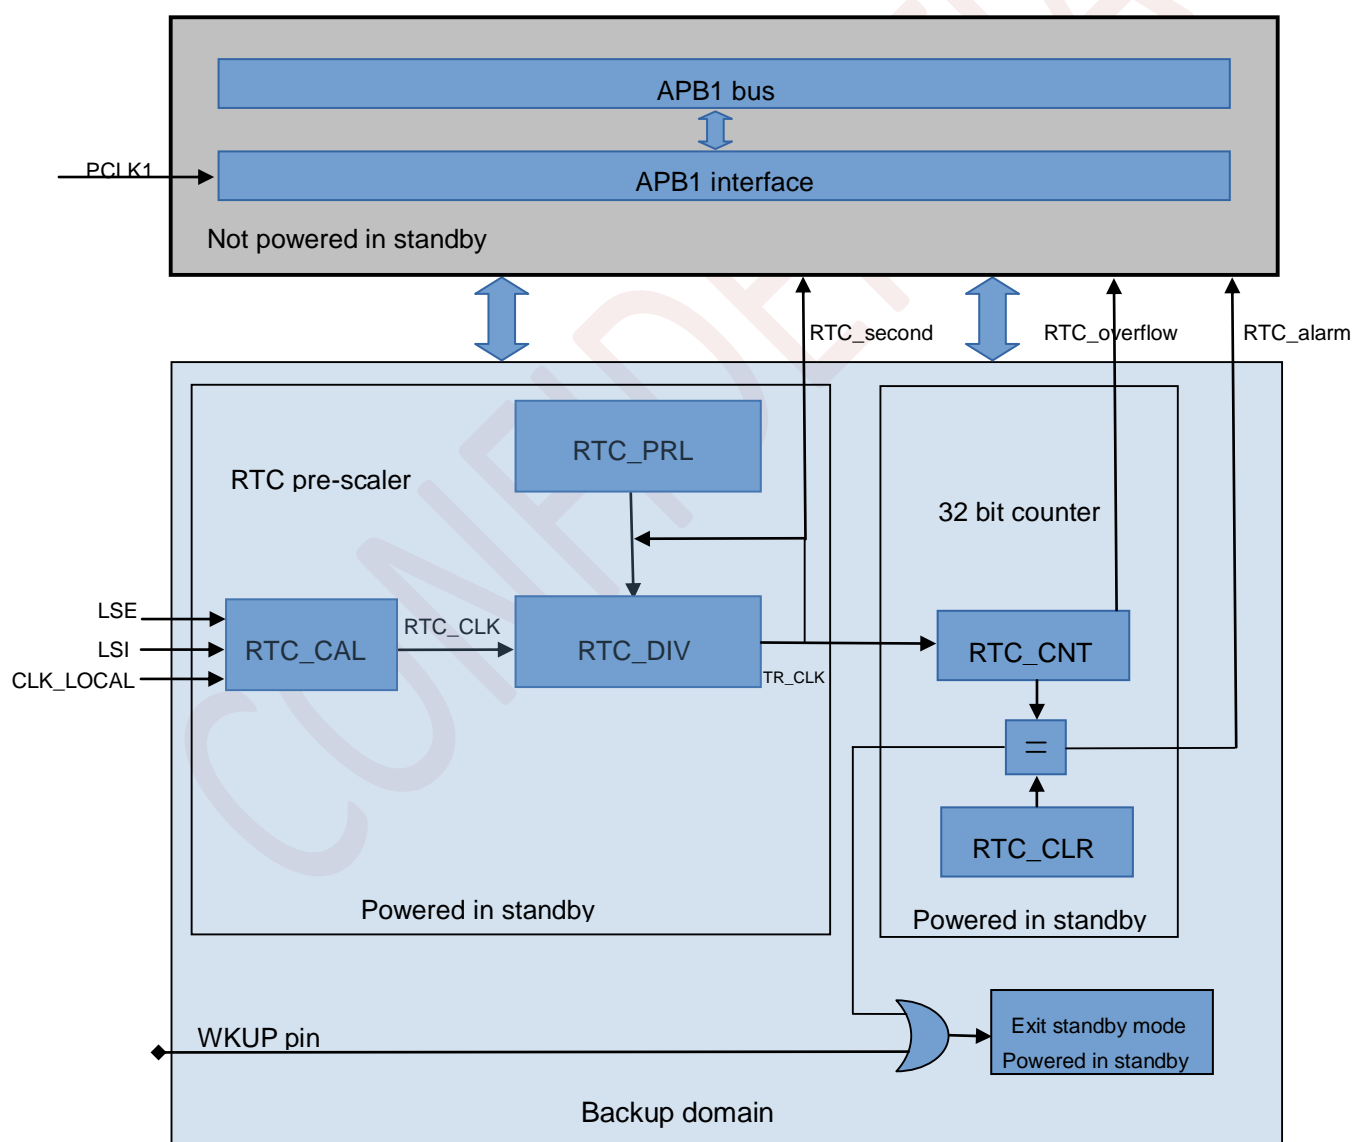 APB1 bus
PCLK1
APB1 interface
Not powered in standby
RTC_second
RTC_overflow
RTC_alarm
RTC_PRL
RTC pre-scaler
32 bit counter
LSE
LSI
CLK_LOCAL
RTC_CAL
RTC_CLK
RTC_DIV
TR_CLK
RTC_CNT
=
RTC_CLR
Powered in standby
Powered in standby
WKUP pin
Exit standby mode
Powered in standby
Backup domain